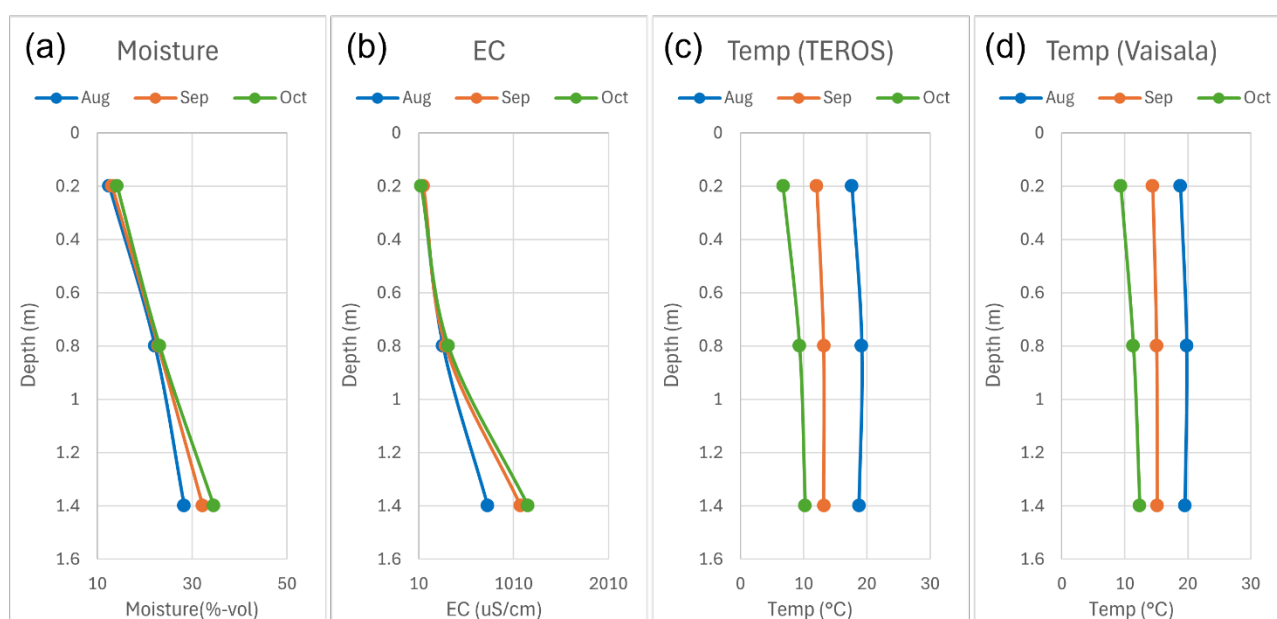 (a) Moisture
Aug Sep Oct
0
0.2
0.4
0.6
0.8
1
1.2
1.4
1.6
Depth (m)
10 30 50
Moisture(%-vol)
(b) EC
Aug Sep Oct
0
0.2
0.4
0.6
0.8
1
1.2
1.4
1.6
Depth (m)
10 1010 2010
EC (uS/cm)
(c) Temp (TEROS)
Aug Sep Oct
0
0.2
0.4
0.6
0.8
1
1.2
1.4
1.6
Depth (m)
0 10 20 30
Temp (°C)
(d) Temp (Vaisala)
Aug Sep Oct
0
0.2
0.4
0.6
0.8
1
1.2
1.4
1.6
Depth (m)
0 10 20 30
Temp (°C)